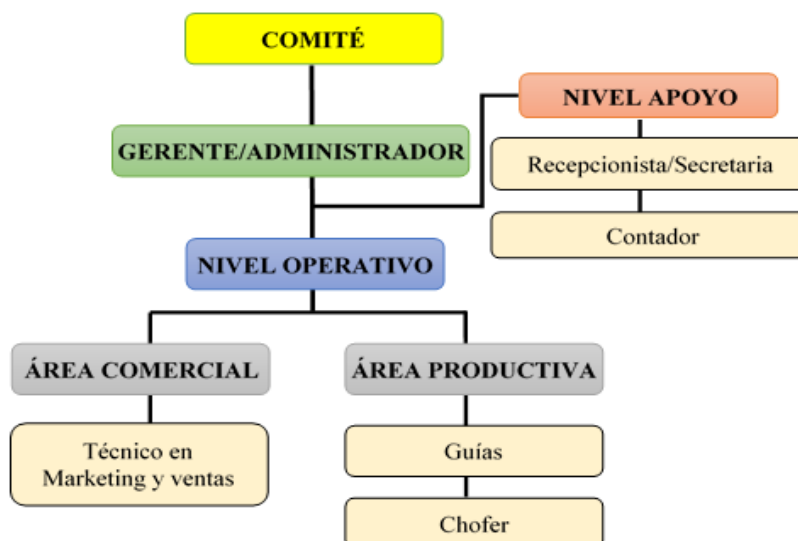 COMITÉ
NIVEL APOYO
GERENTE/ADMINISTRADOR
Recepcionista/Secretaria
Contador
NIVEL OPERATIVO
ÁREA COMERCIAL
ÁREA PRODUCTIVA
Técnico en
Marketing y ventas
Guías
Chofer